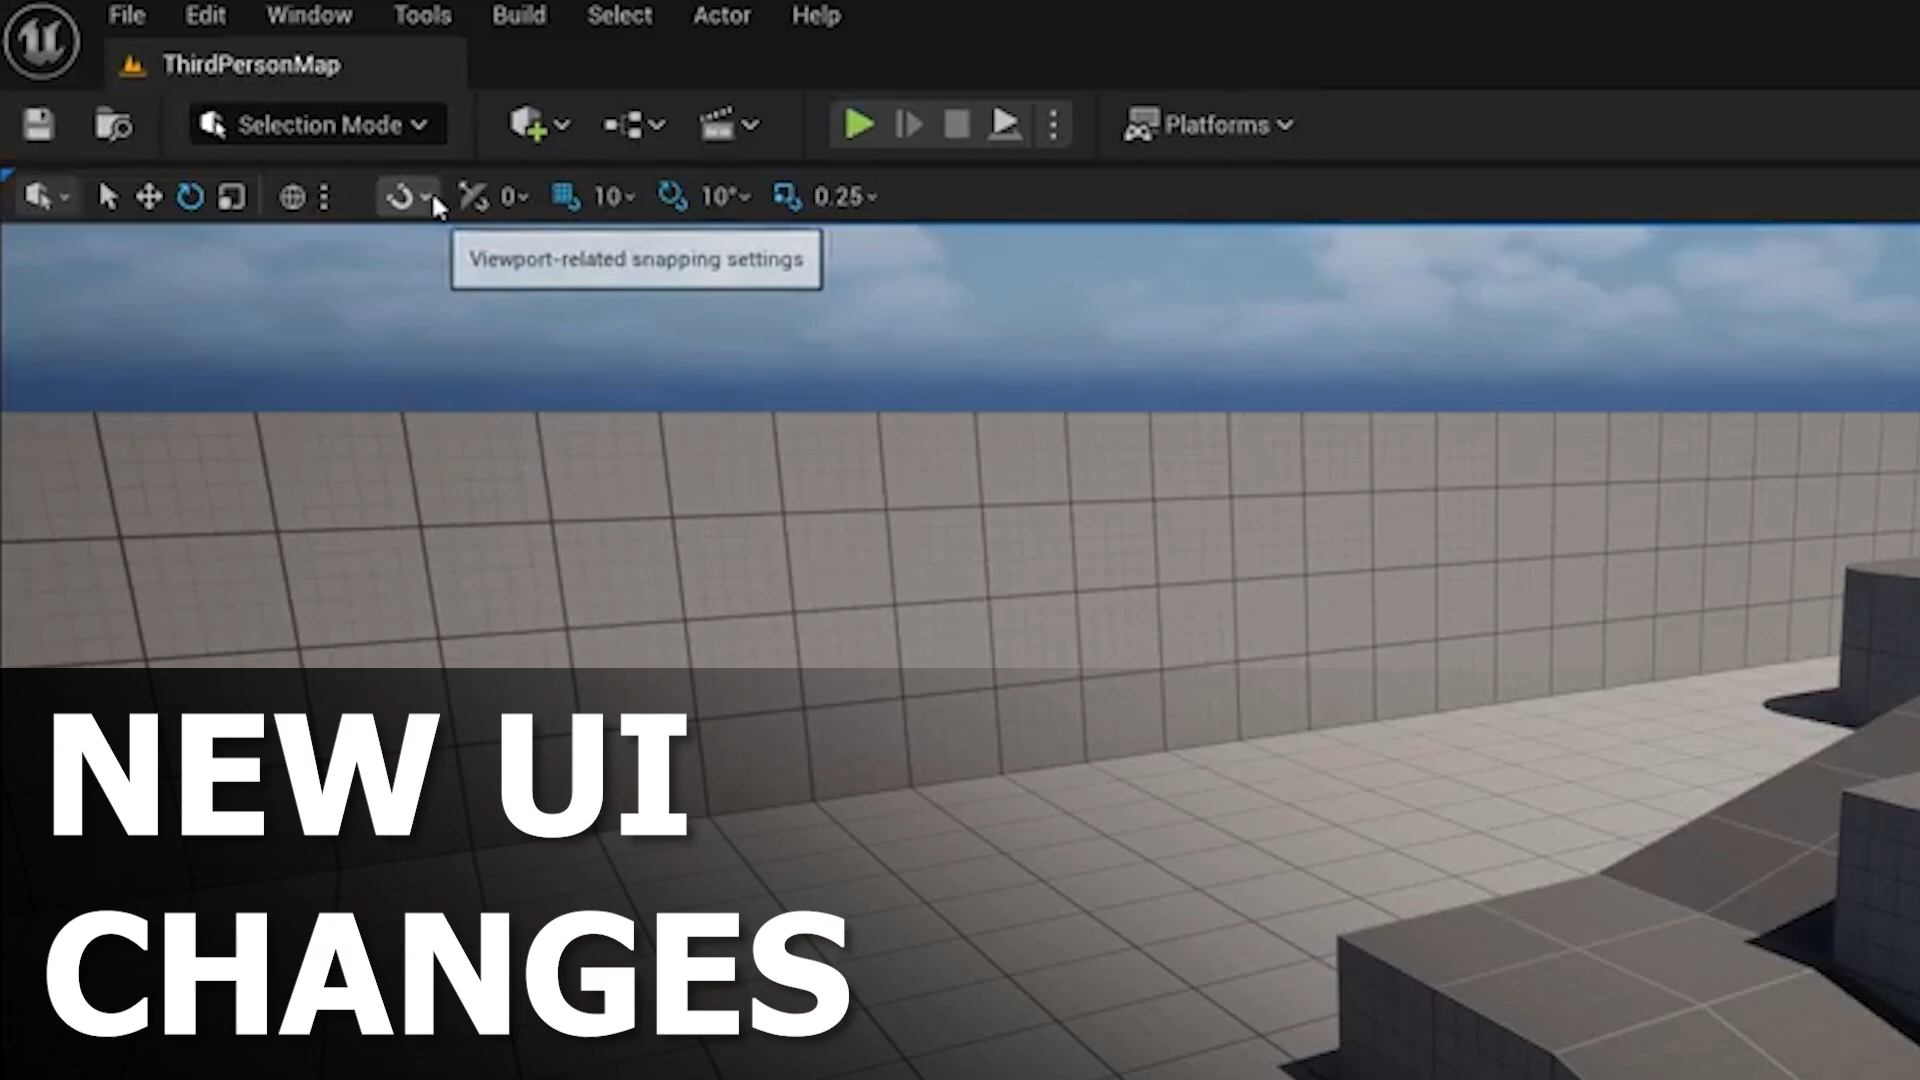 File Edit Window Tools Build Select Actor Help
ThirdPersonMap
Selection Mode
Platforms
0 10 10° 0.25
Viewport-related snapping settings
NEW UI
CHANGES